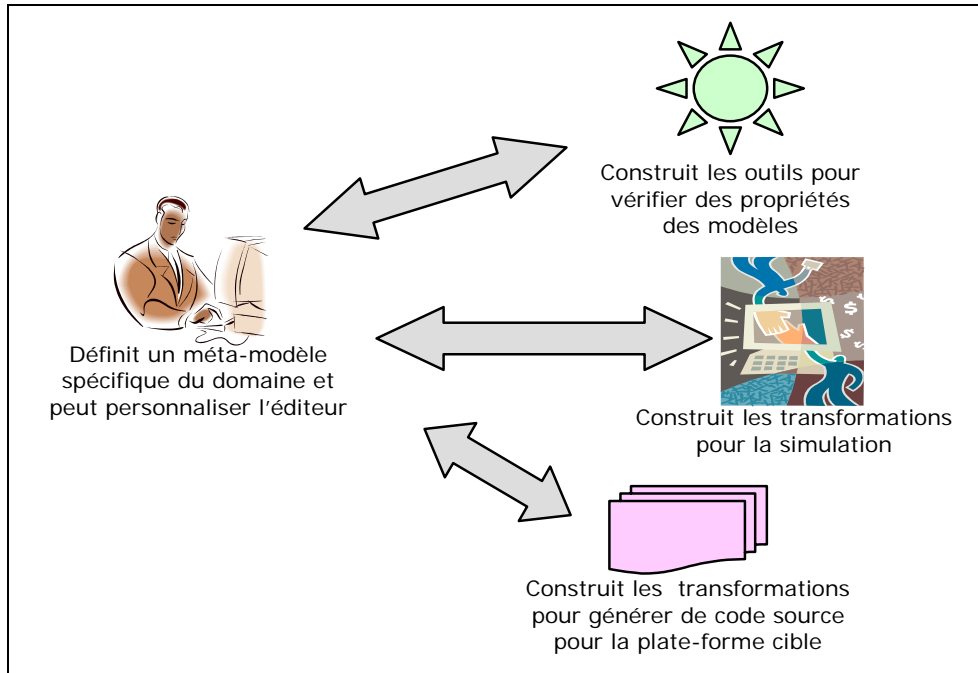 Construit les outils pour
vérifier des propriétés
des modèles
Définit un méta-modèle
spécifique du domaine et
peut personnaliser l'éditeur
Construit les transformations
pour la simulation
Construit les transformations
pour générer de code source
pour la plate-forme cible